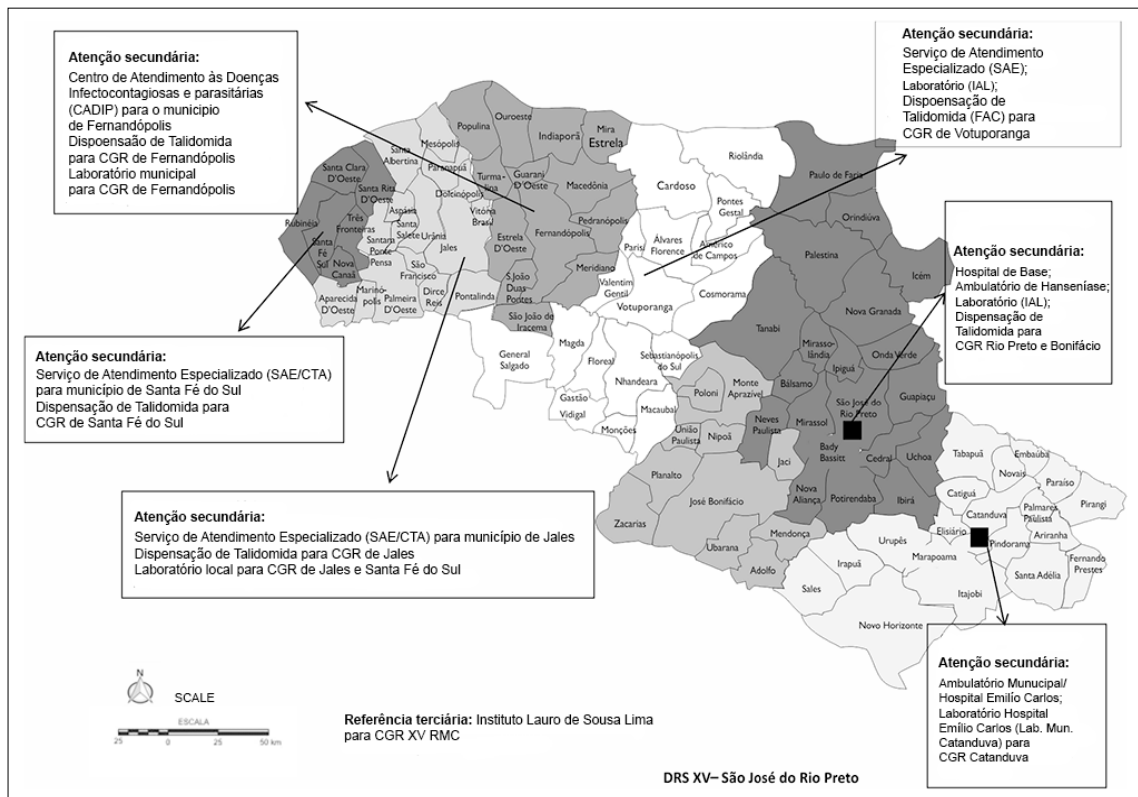 Atenção secundária:
Centro de Atendimento às Doenças
Infectocontagiosas e parasitárias
(CADIP) para o municipio
de Fernandópolis
Dispoensação de Talidomida
para CGR de Fernandópolis
Laboratório municipal
para CGR de Fernandópolis
Atenção secundária:
Serviço de Atendimento
Especializado (SAE);
Laboratório (IAL);
Dispoensação de
Talidomida (FAC) para
CGR de Votuporanga
Atenção secundária:
Hospital de Base;
Ambulatório de Hanseníase;
Laboratório (IAL);
Dispensação de
Talidomida para
CGR Rio Preto e Bonifácio
Atenção secundária:
Serviço de Atendimento Especializado (SAE/CTA)
para município de Santa Fé do Sul
Dispensação de Talidomida para
CGR de Santa Fé do Sul
Atenção secundária:
Serviço de Atendimento Especializado (SAE/CTA) para município de Jales
Dispensação de Talidomida para CGR de Jales
Laboratório local para CGR de Jales e Santa Fé do Sul
Atenção secundária:
Ambulatório Munucipal/
Hospital Emilío Carlos;
Laboratório Hospital
Emílio Carlos (Lab. Mun.
Catanduva) para
CGR Catanduva
Santa Clara
D'Oeste
Santa Rita
D'Oeste
Rubinéia
Três
Fronteiras
Santa
Fé
Sul
Nova
Canaã
Santa
Albertina
Mesópolis
Paranapuã
Dolcinópolis
Aspásia
Santa
Salete
Urânia
Vitória
Brasil
Jales
Santana
Ponte
Pensa
São
Francisco
Aparecida
D'Oeste
Marinó-
polis
Palmeira
D'Oeste
Dirce
Reis
Pontalinda
Populina
Ouroeste
Indiaporã
Mira
Estrela
Turma-
lina
Guarani
D'Oeste
Macedônia
Pedranópolis
Fernandópolis
Estrela
D'Oeste
Meridiano
S.João
Duas
Pontes
São João de
Iracema
Riolândia
Cardoso
Pontes
Gestal
Parisi
Álvares
Florence
Américo
de Campos
Valentim
Gentil
Votuporanga
Cosmorama
General
Salgado
Magda
Floreal
Sebastianópolis
do Sul
Nhandeara
Gastão
Vidigal
Macaubal
Monções
Paulo de Faria
Orindiúva
Palestina
Icém
Nova Granada
Tanabi
Mirasso-
lândia
Onda Verde
Ipiguá
Bálsamo
São José do
Rio Preto
Guapiaçu
Mirassol
Neves
Paulista
Bady
Bassitt
Cedral
Uchoa
Nova
Aliança
Potirendaba
Ibirá
Poloni
Monte
Aprazível
União
Paulista
Nipoã
Jaci
Planalto
José Bonifácio
Zacarias
Ubarana
Mendonça
Adolfo
Tabapuã
Embaúba
Novais
Paraíso
Catiguá
Pirangi
Palmares
Paulista
Catanduva
Elisiário
Ariranha
Pindorama
Urupês
Marapoama
Fernando
Prestes
Santa Adélia
Irapuã
Sales
Itajobi
Novo Horizonte
N
SCALE
ESCALA
25 0 25 50 km
Referência terciária: Instituto Lauro de Sousa Lima
para CGR XV RMC
DRS XV– São José do Rio Preto